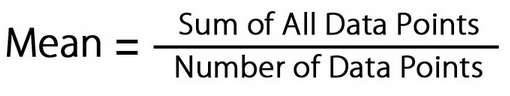 Mean = Sum of All Data Points
Number of Data Points